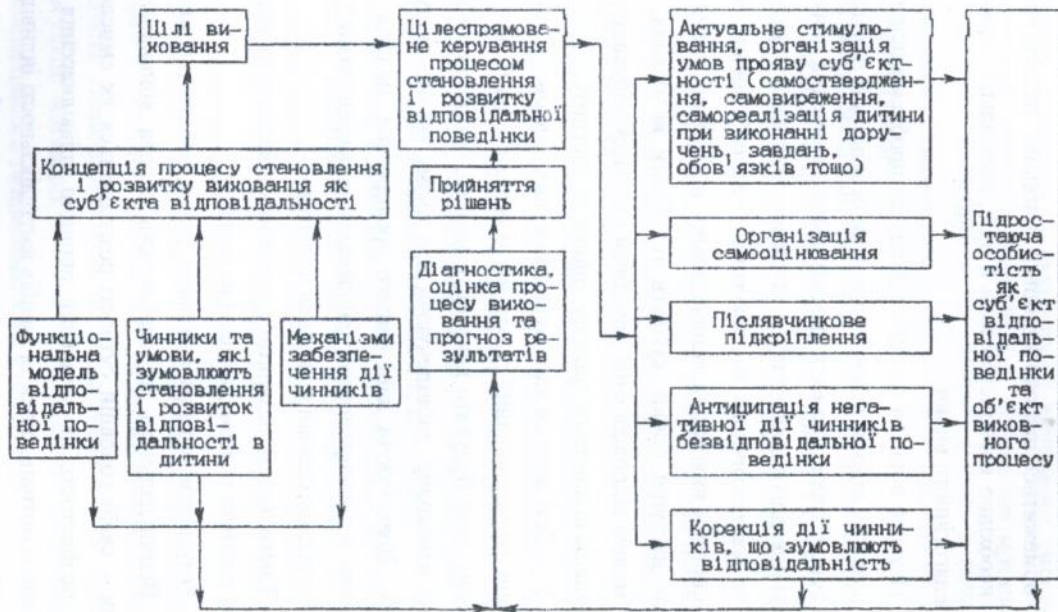 Цілі ви-
ховання
Цілеспрямова-
не керування
процесом
становлення
і розвитку
відповідальної
поведінки
Актуальне стимулю-
вання, організація
умов прояву суб'єкт-
ності (самостверджен-
ня, самовираження,
самореалізація дитини
при виконанні дору-
чень, завдань,
обов'язків тощо)
Концепція процесу становлення
і розвитку вихованця як
суб'єкта відповідальності
Прийняття
рішень
Організація
самооцінювання
Підрос-
таюча
особис-
тість
як
суб'єкт
відпо-
відаль-
ної по-
ведінки
та
об'єкт
вихов-
ного
процесу
Діагностика,
оцінка про-
цесу вихо-
вання та
прогноз ре-
зультатів
Післявчинкове
підкріплення
Функціо-
нальна
модель
відпо-
відаль-
ної по-
ведінки
Чинники та
умови, які
зумовлюють
становлення
і розвиток
відпові-
дальності в
дитини
Механізми
забезпе-
чення дії
чинників
Антиципація нега-
тивної дії чинників
безвідповідальної по-
ведінки
Корекція дії чинни-
ків, що зумовлюють
відповідальність